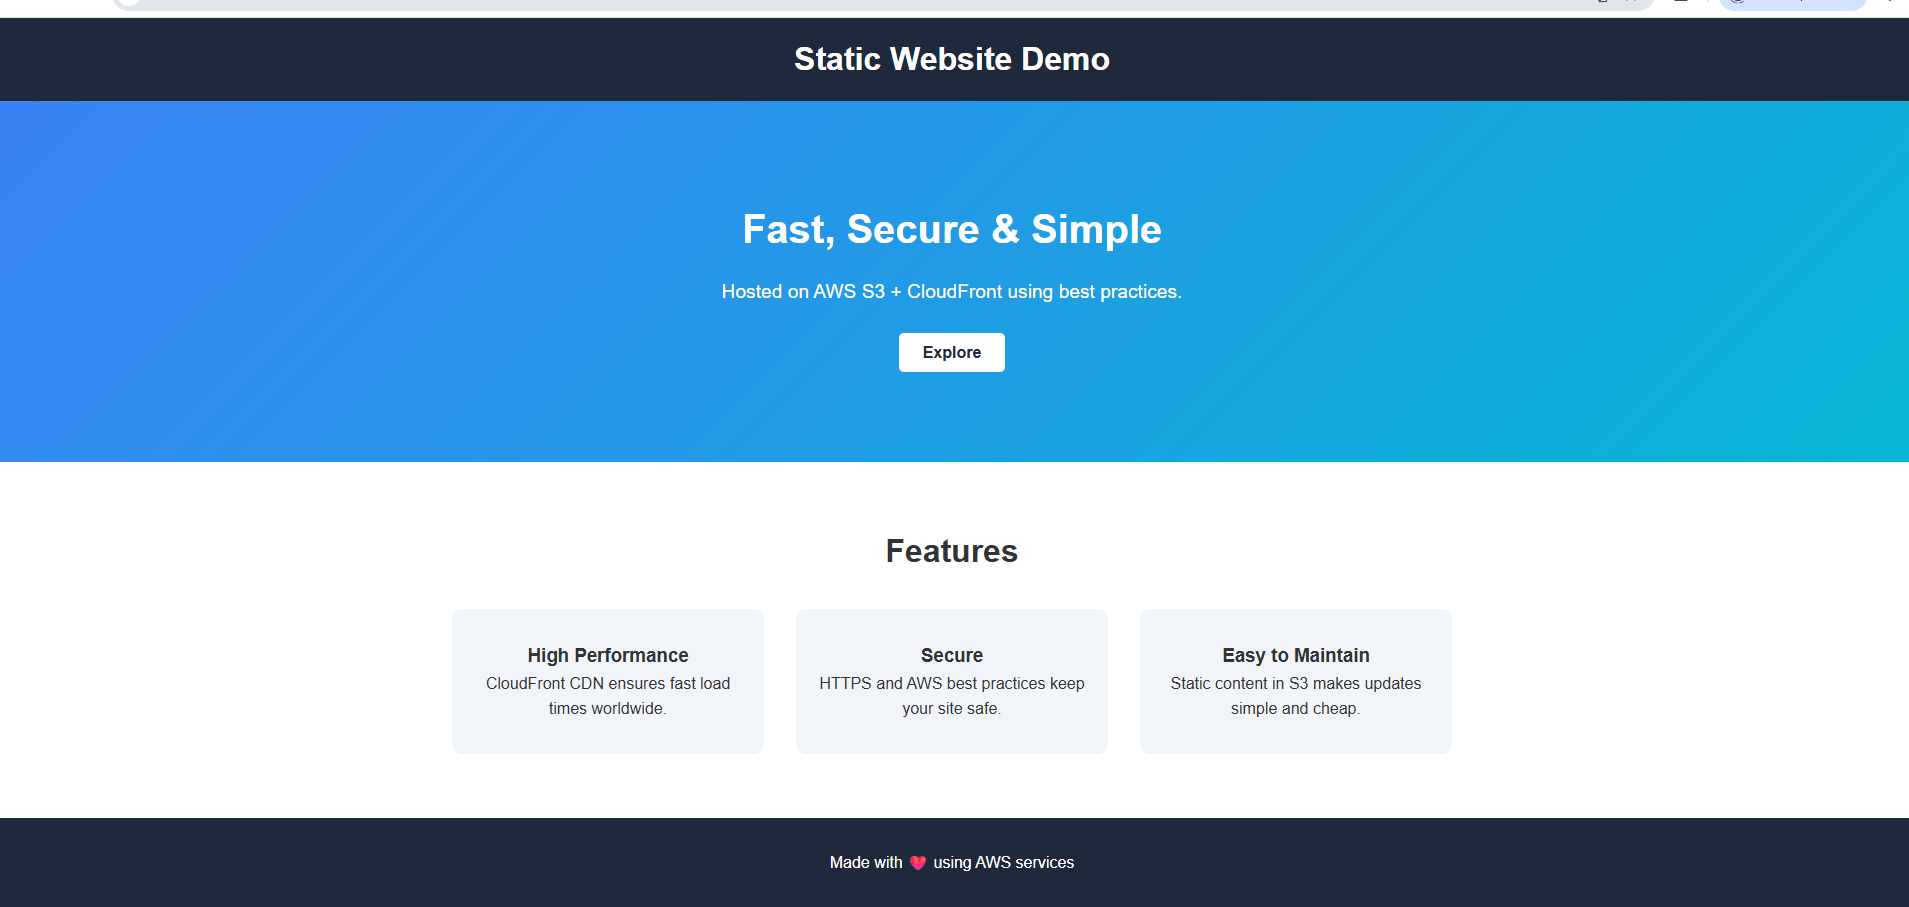 Static Website Demo
Fast, Secure & Simple
Hosted on AWS S3 + CloudFront using best practices.
Explore
Features
High Performance
CloudFront CDN ensures fast load
times worldwide.
Secure
HTTPS and AWS best practices keep
your site safe.
Easy to Maintain
Static content in S3 makes updates
simple and cheap.
Made with ❤️ using AWS services